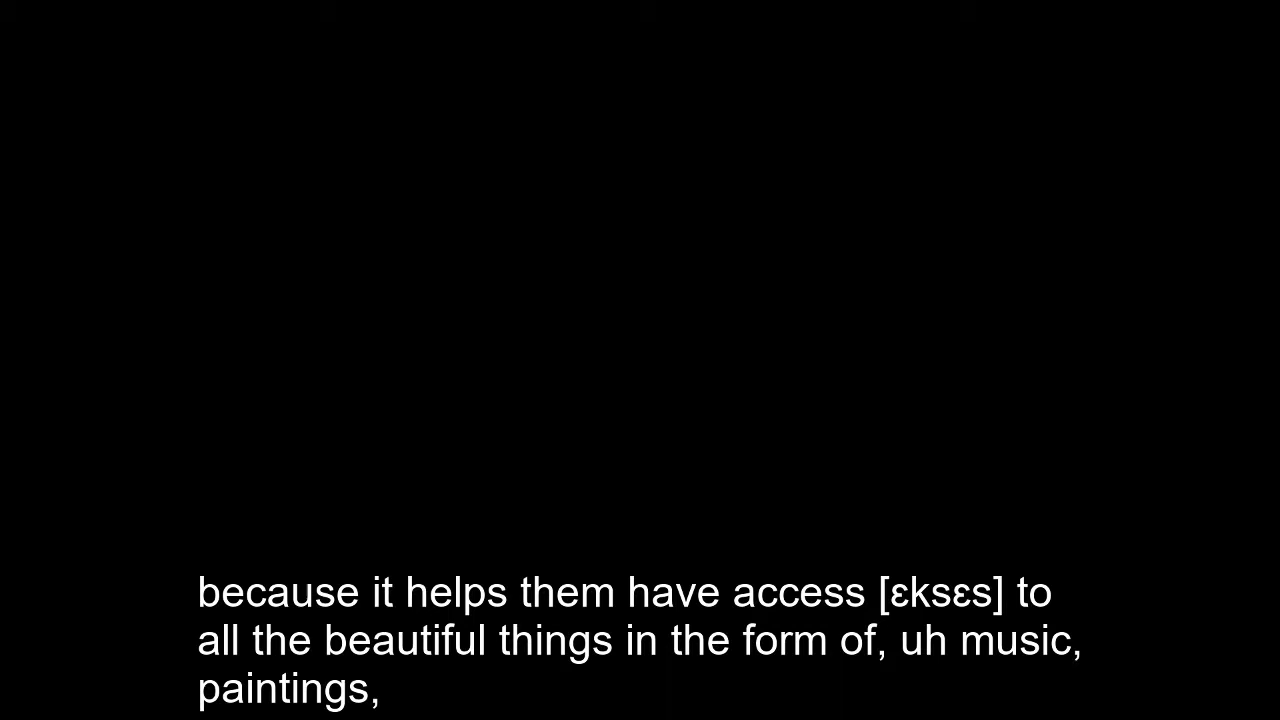 because it helps them have access [ɛksɛs] to
all the beautiful things in the form of, uh music,
paintings,